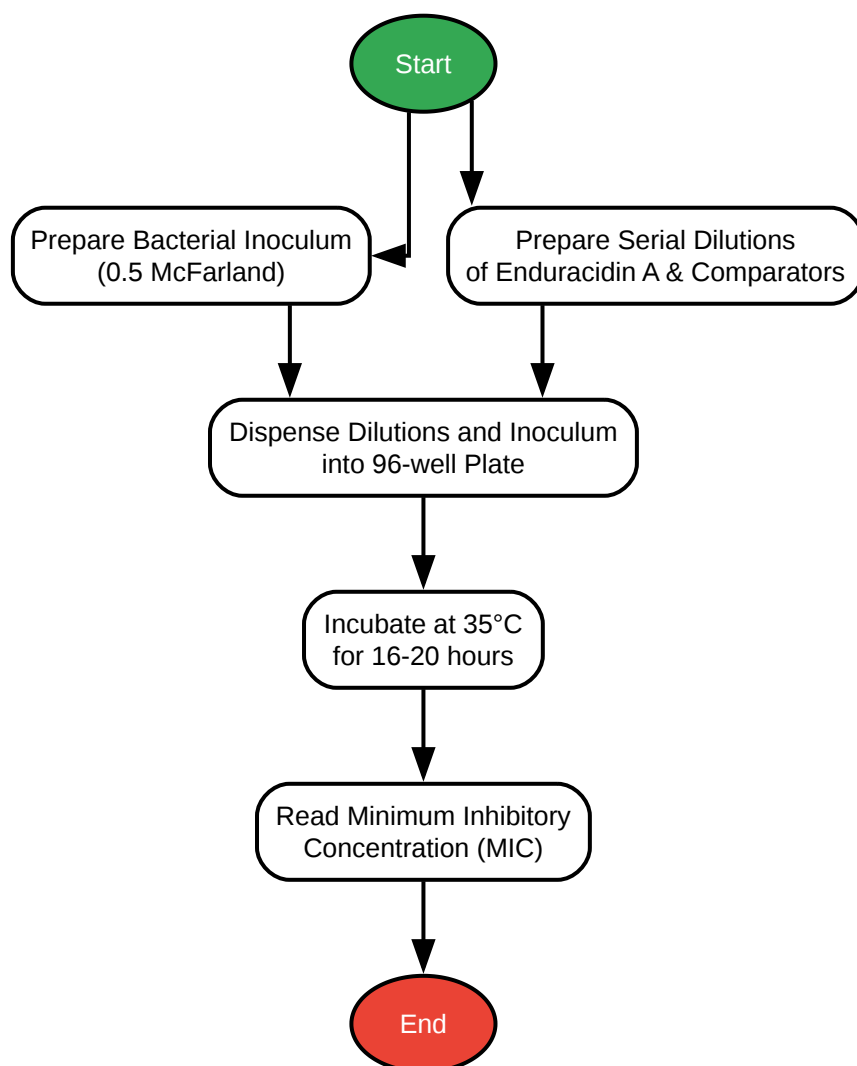 Start
Prepare Bacterial Inoculum
(0.5 McFarland)
Prepare Serial Dilutions
of Enduracidin A & Comparators
Dispense Dilutions and Inoculum
into 96-well Plate
Incubate at 35°C
for 16-20 hours
Read Minimum Inhibitory
Concentration (MIC)
End